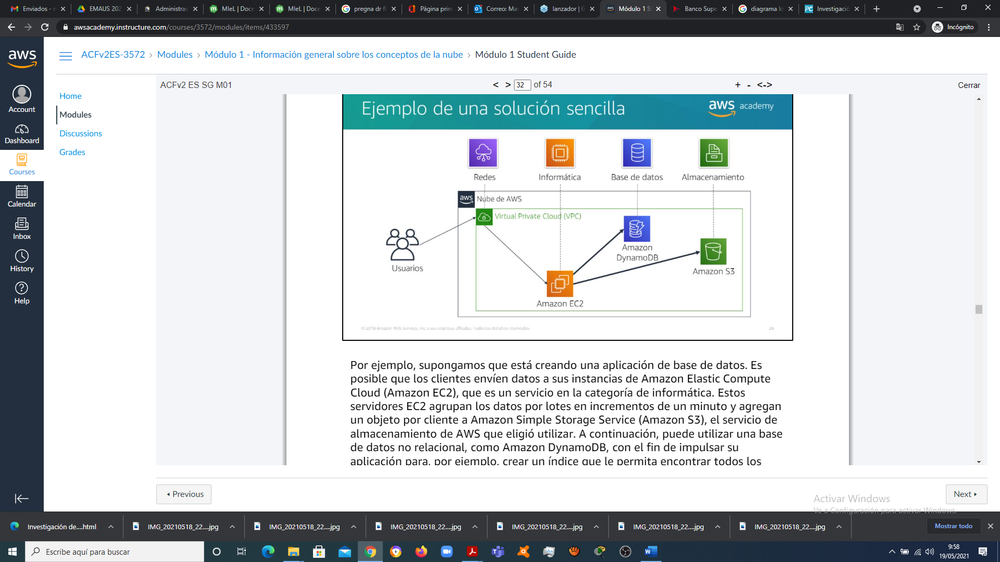 Enviados - n
EMAUS 202
Administrac
MIeL | Doce
MIeL | Doce
pregna dr fl
Página prin
Correo: Mar
lanzador | G
Módulo 1 S
Banco Supe
diagrama lo
Investigació
awsacademy.instructure.com/courses/3572/modules/items/433597
Incógnito
aws
Account
Dashboard
Courses
Calendar
Inbox
History
Help
ACFv2ES-3572 > Modules > Módulo 1 - Información general sobre los conceptos de la nube > Módulo 1 Student Guide
Home
Modules
Discussions
Grades
ACFv2 ES SG M01
< > 32 of 54
+ - <->
Cerrar
Ejemplo de una solución sencilla
aws academy
Redes
Informática
Base de datos
Almacenamiento
aws Nube de AWS
Virtual Private Cloud (VPC)
Usuarios
Amazon
DynamoDB
Amazon S3
Amazon EC2
© 2019 Amazon Web Services, Inc. o sus empresas afiliadas. Todos los derechos reservados.
Por ejemplo, supongamos que está creando una aplicación de base de datos. Es
posible que los clientes envíen datos a sus instancias de Amazon Elastic Compute
Cloud (Amazon EC2), que es un servicio en la categoría de informática. Estos
servidores EC2 agrupan los datos por lotes en incrementos de un minuto y agregan
un objeto por cliente a Amazon Simple Storage Service (Amazon S3), el servicio de
almacenamiento de AWS que eligió utilizar. A continuación, puede utilizar una base
de datos no relacional, como Amazon DynamoDB, con el fin de impulsar su
aplicación para, por ejemplo, crear un índice que le permita encontrar todos los
Previous
Next
Activar Windows
Ve a Configuración para activar Windows.
Investigación de....html
IMG_20210518_22....jpg
IMG_20210518_22....jpg
IMG_20210518_22....jpg
IMG_20210518_22....jpg
IMG_20210518_22....jpg
IMG_20210518_22....jpg
Mostrar todo
Escribe aquí para buscar
9:58
19/05/2021